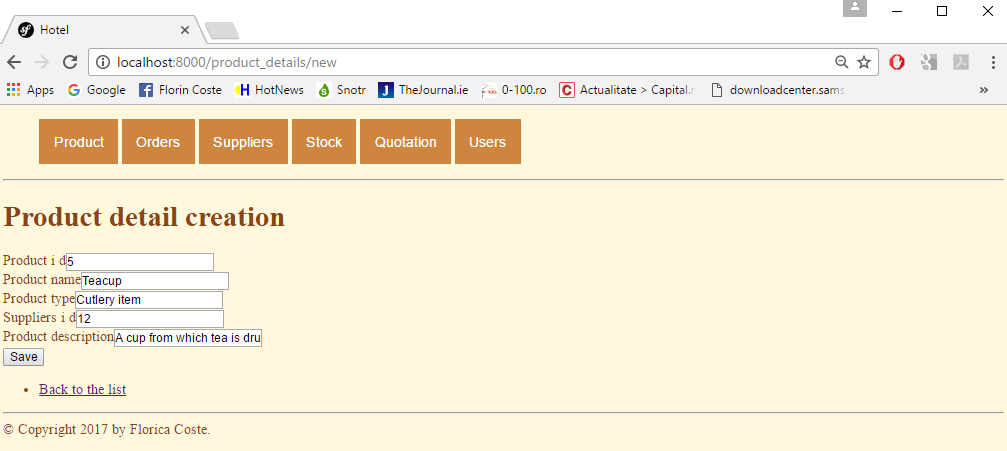 Hotel
localhost:8000/product_details/new
Apps Google Florin Coste HotNews Snotr TheJournal.ie 0-100.ro Actualitate > Capital.r downloadcenter.sams »
Product Orders Suppliers Stock Quotation Users
Product detail creation
Product i d 5
Product name Teacup
Product type Cutlery item
Suppliers i d 12
Product description A cup from which tea is dru
Save
• Back to the list
© Copyright 2017 by Florica Coste.